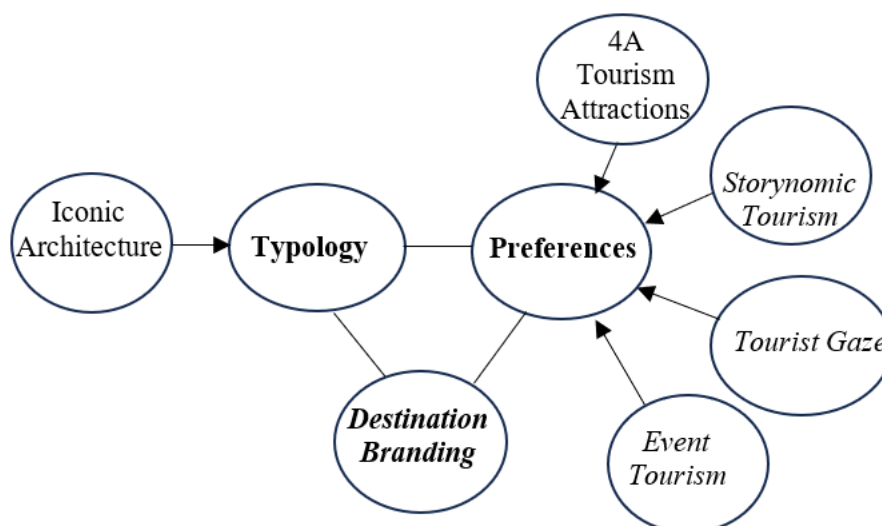 4A
Tourism
Attractions
Storynomic
Tourism
Iconic
Architecture
Typology
Preferences
Tourist Gaze
Destination
Branding
Event
Tourism